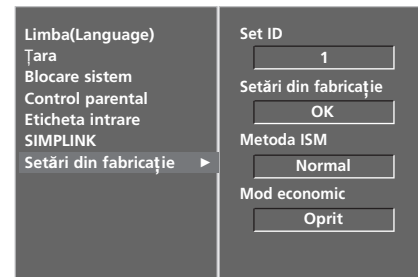 Limba(Language)
Țara
Blocare sistem
Control parental
Eticheta intrare
SIMPLINK
Setări din fabricație ►
Set ID
1
Setări din fabricație
OK
Metoda ISM
Normal
Mod economic
Oprit